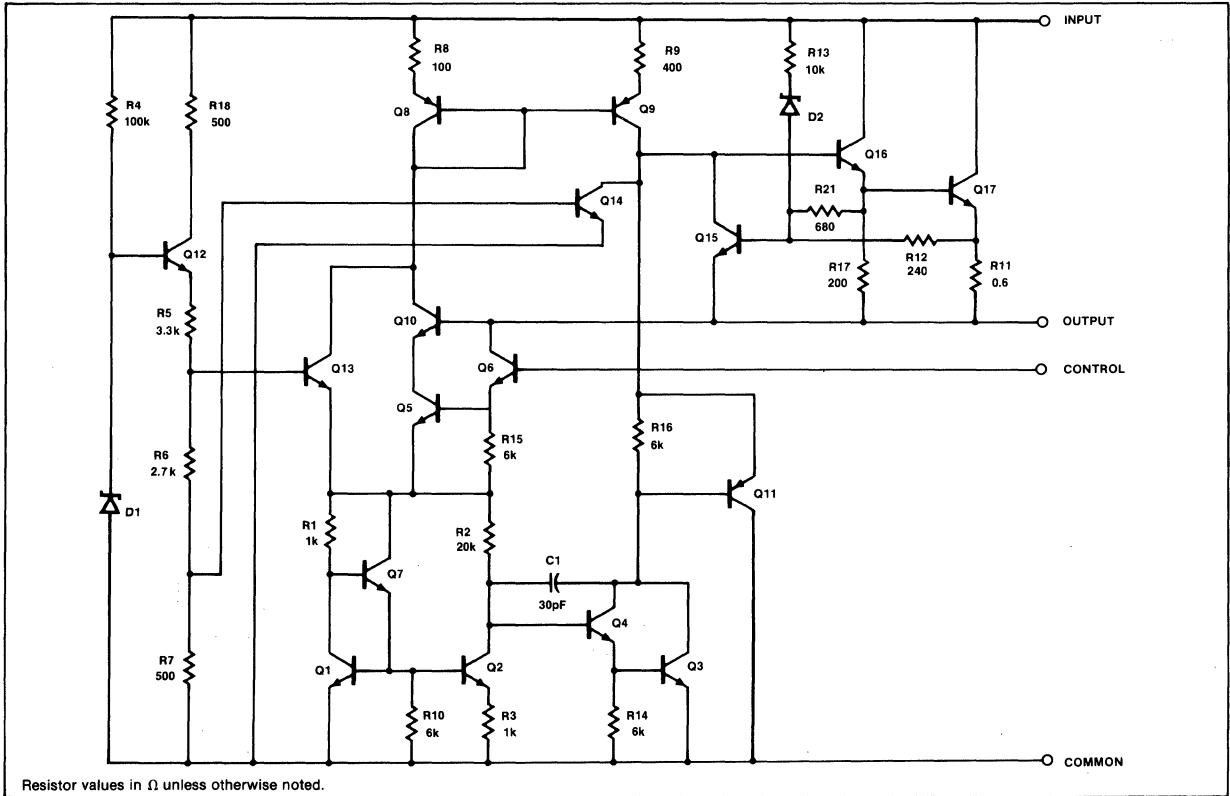 INPUT
R8
100
R9
400
R13
10k
R4
100k
R18
500
Q8
Q9
D2
Q16
Q14
R21
680
Q17
Q12
Q15
R12
240
R17
200
R11
0.6
R5
3.3k
Q10
OUTPUT
Q13
Q6
CONTROL
Q5
R15
6k
R16
6k
R6
2.7k
Q11
D1
R1
1k
R2
20k
Q7
C1
30pF
Q4
R7
500
Q1
Q2
Q3
R10
6k
R3
1k
R14
6k
COMMON
Resistor values in Ω unless otherwise noted.